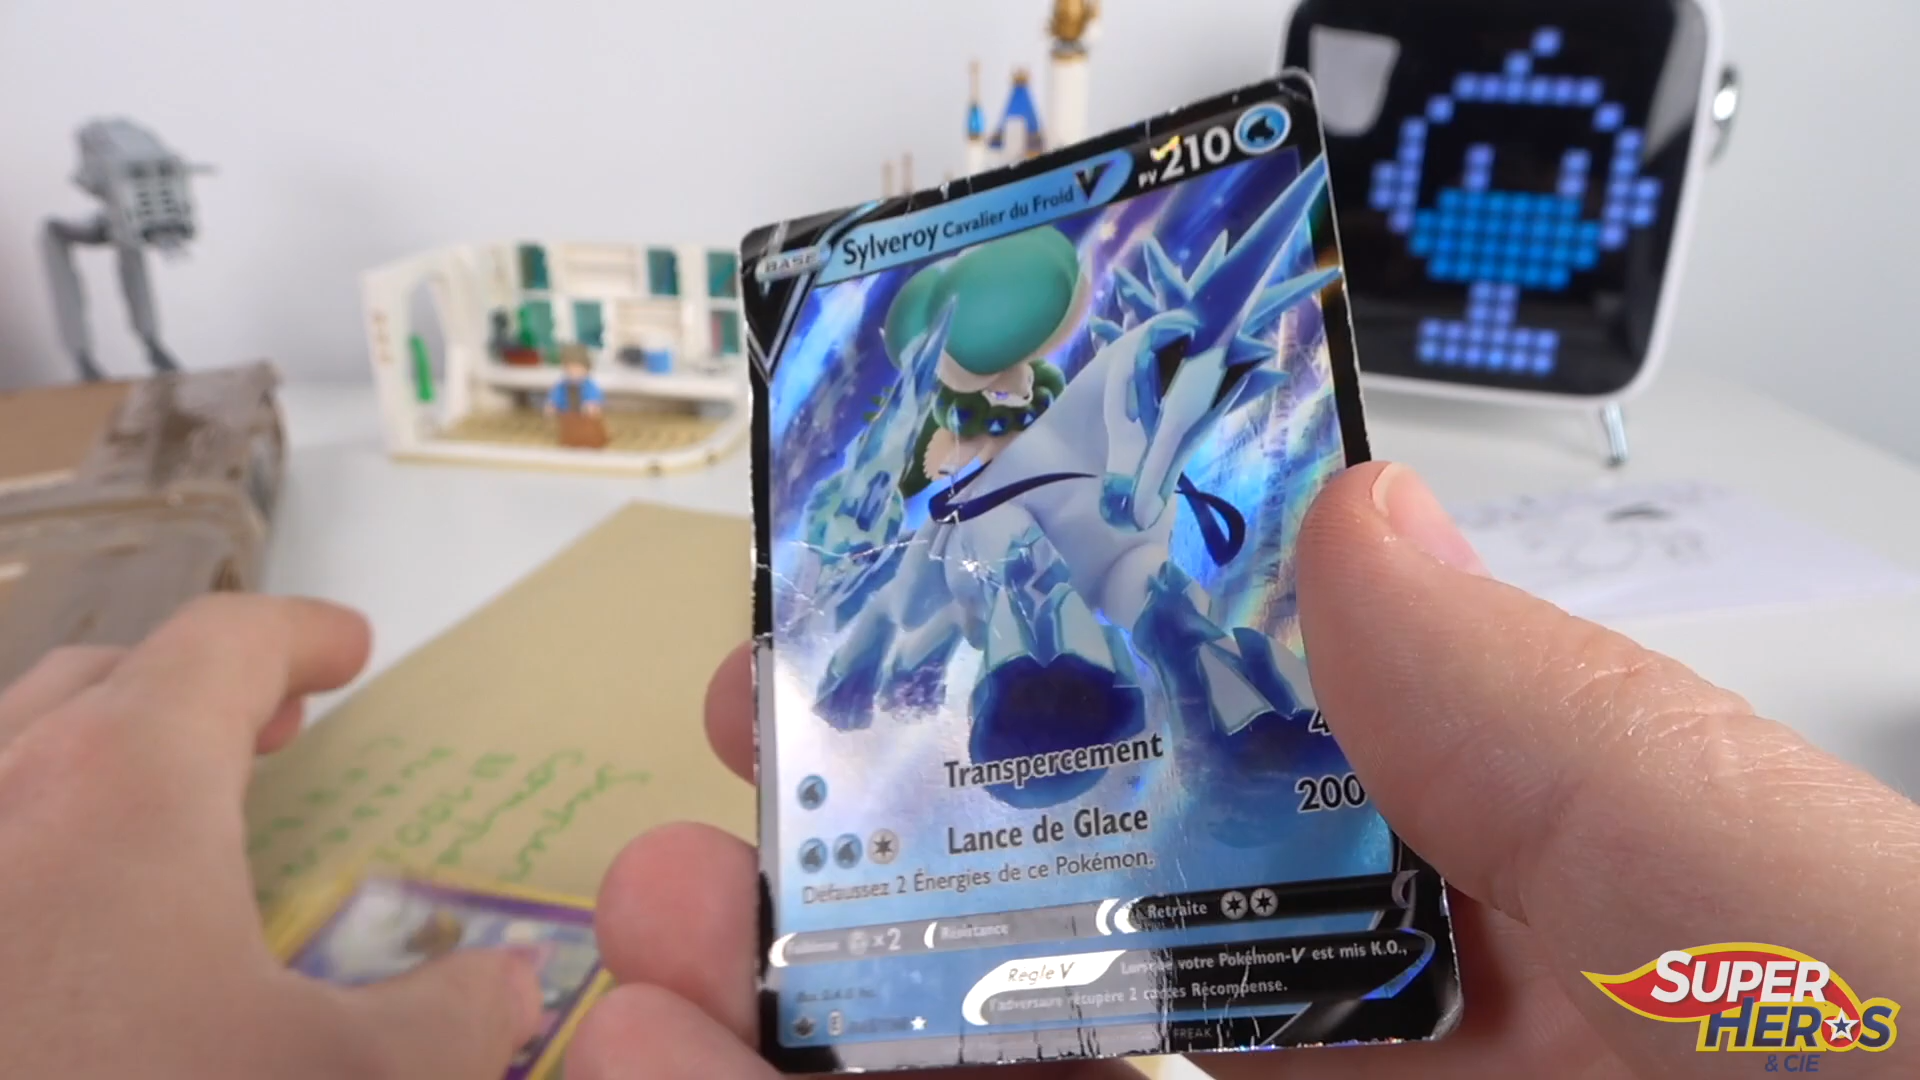 BASE
Sylveroy Cavalier du Froid V
PV 210
Transpercement
Lance de Glace 200
Défaussez 2 Énergies de ce Pokémon.
×2
Résistance
Retraite
Règle V
votre Pokémon-V est mis K.O.,
l'adversaire récupère 2 cartes Récompense.
FREAK
SUPER
HEROS
& CIE